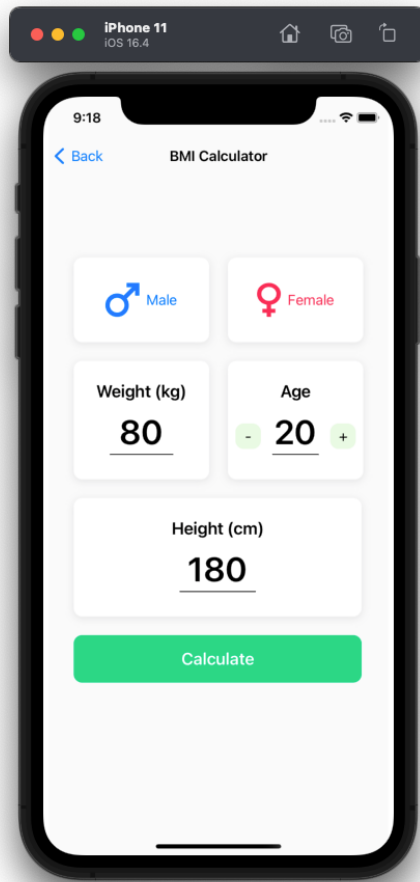 iPhone 11
iOS 16.4
9:18
Back BMI Calculator
Male Female
Weight (kg) Age
80 - 20 +
Height (cm)
180
Calculate